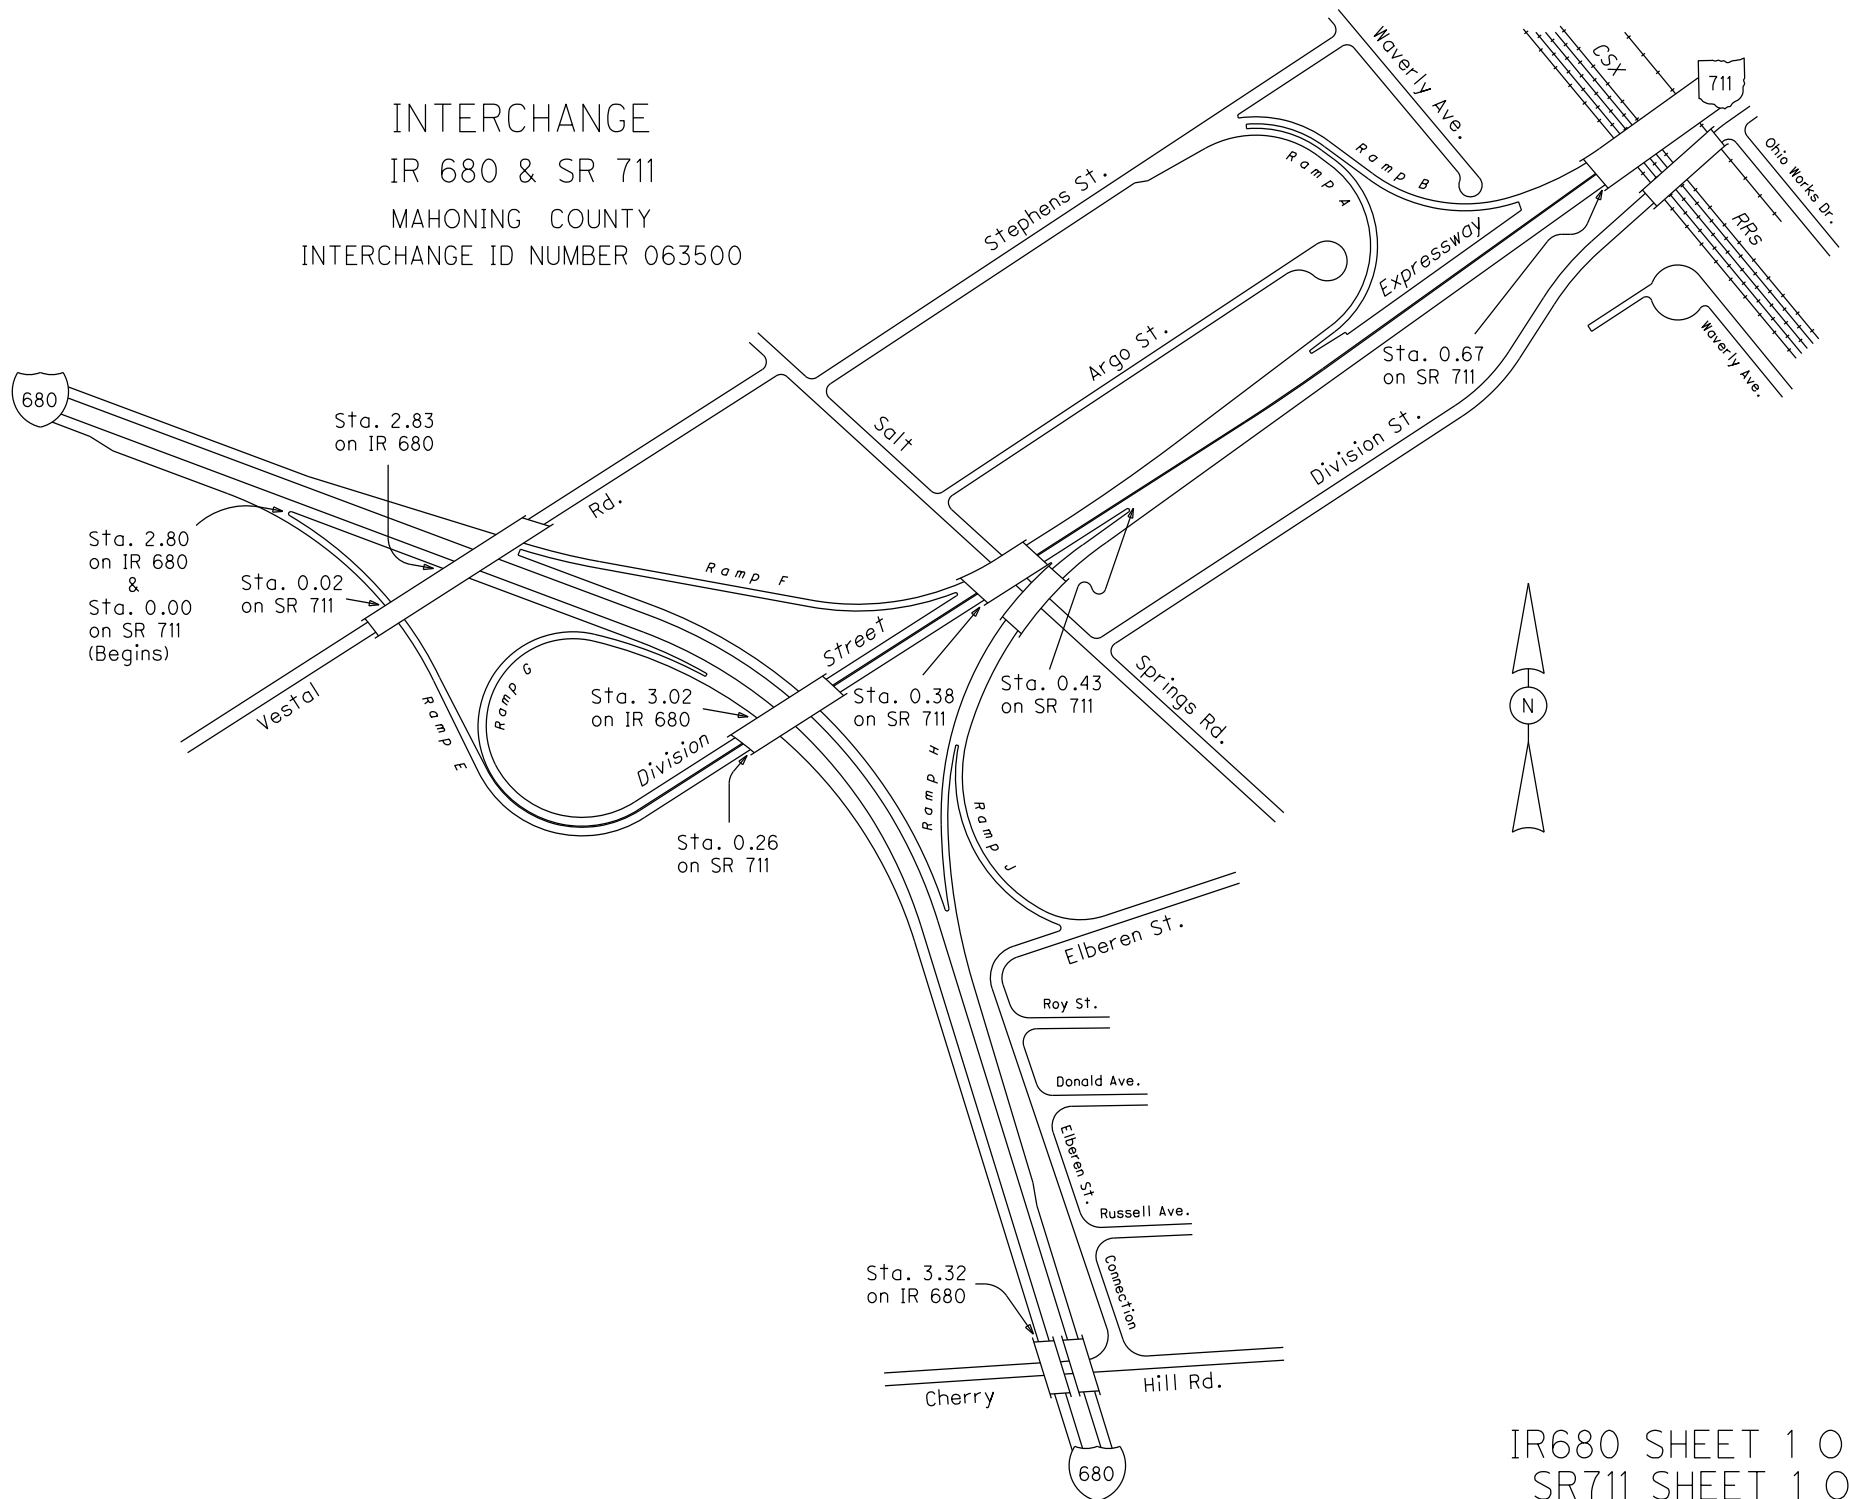 INTERCHANGE
IR 680 & SR 711
MAHONING COUNTY
INTERCHANGE ID NUMBER 063500
Waverly Ave.
CSX
711
Ohio Works Dr.
RRs
Waverly Ave.
Ramp B
Ramp A
Stephens St.
Expressway
Argo St.
Sta. 0.67
on SR 711
Division St.
Salt
680
Sta. 2.83
on IR 680
Rd.
Sta. 2.80
on IR 680
&
Sta. 0.00
on SR 711
(Begins)
Sta. 0.02
on SR 711
Ramp F
Street
Vestal
Ramp E
Ramp G
Sta. 3.02
on IR 680
Sta. 0.38
on SR 711
Sta. 0.43
on SR 711
Springs Rd.
N
Division
Ramp H
Ramp J
Sta. 0.26
on SR 711
Elberen St.
Roy St.
Donald Ave.
Elberen St.
Russell Ave.
Connection
Sta. 3.32
on IR 680
Cherry
Hill Rd.
680
IR680 SHEET 1 O
SR711 SHEET 1 O